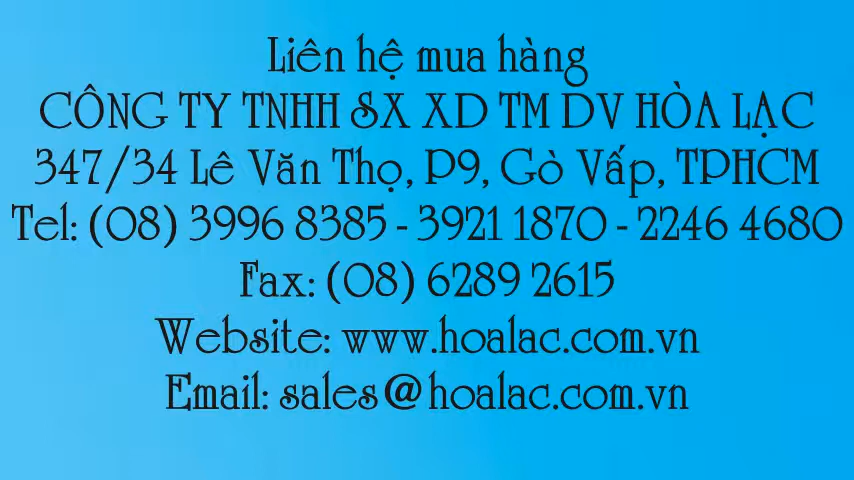 Liên hệ mua hàng
CÔNG TY TNHH SX XD TM DV HÒA LẠC
347/34 Lê Văn Thọ, P9, Gò Vấp, TPHCM
Tel: (08) 3996 8385 - 3921 1870 - 2246 4680
Fax: (08) 6289 2615
Website: www.hoalac.com.vn
Email: sales@hoalac.com.vn